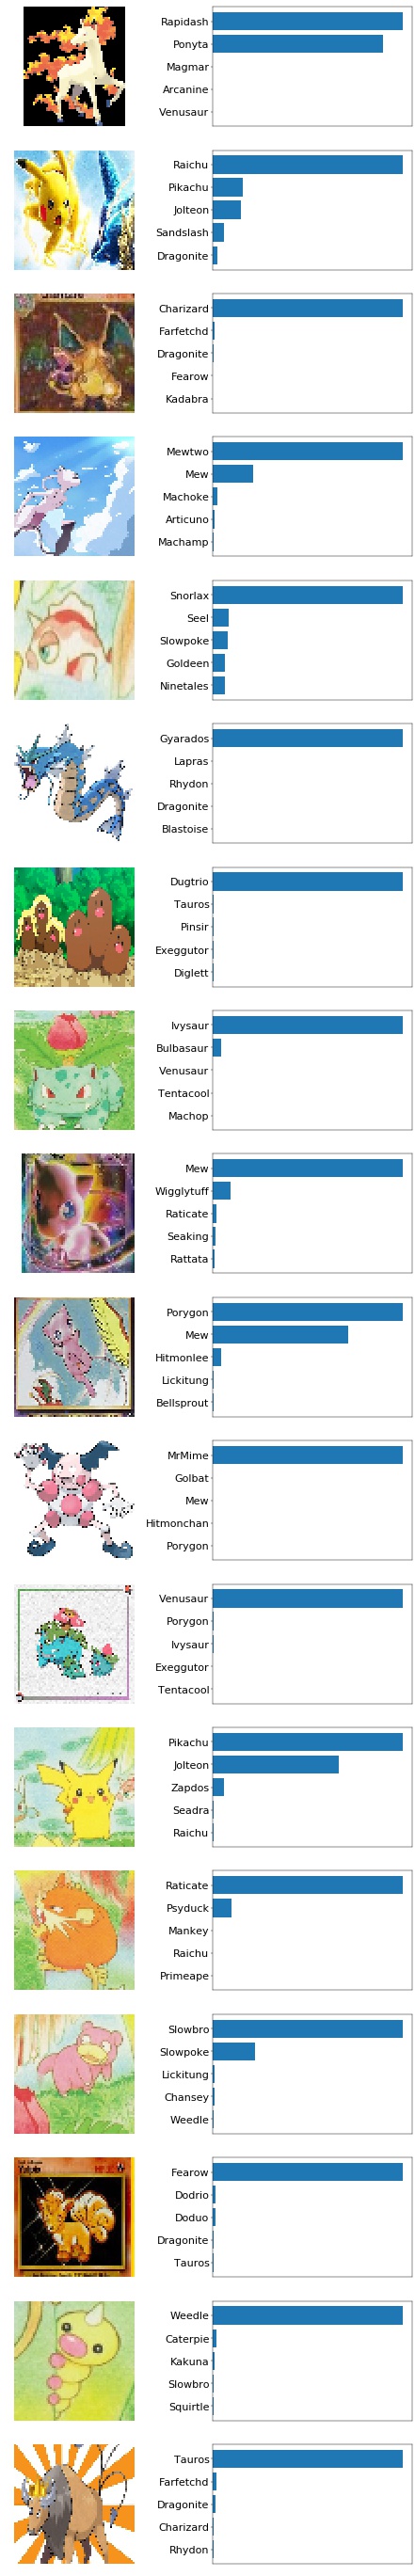 Rapidash
Ponyta
Magmar
Arcanine
Venusaur
Raichu
Pikachu
Jolteon
Sandslash
Dragonite
Charizard
Farfetchd
Dragonite
Fearow
Kadabra
Mewtwo
Mew
Machoke
Articuno
Machamp
Snorlax
Seel
Slowpoke
Goldeen
Ninetales
Gyarados
Lapras
Rhydon
Dragonite
Blastoise
Dugtrio
Tauros
Pinsir
Exeggutor
Diglett
Ivysaur
Bulbasaur
Venusaur
Tentacool
Machop
Mew
Wigglytuff
Raticate
Seaking
Rattata
Porygon
Mew
Hitmonlee
Lickitung
Bellsprout
MrMime
Golbat
Mew
Hitmonchan
Porygon
Venusaur
Porygon
Ivysaur
Exeggutor
Tentacool
Pikachu
Jolteon
Zapdos
Seadra
Raichu
Raticate
Psyduck
Mankey
Raichu
Primeape
Slowbro
Slowpoke
Lickitung
Chansey
Weedle
Fearow
Dodrio
Doduo
Dragonite
Tauros
Weedle
Caterpie
Kakuna
Slowbro
Squirtle
Tauros
Farfetchd
Dragonite
Charizard
Rhydon